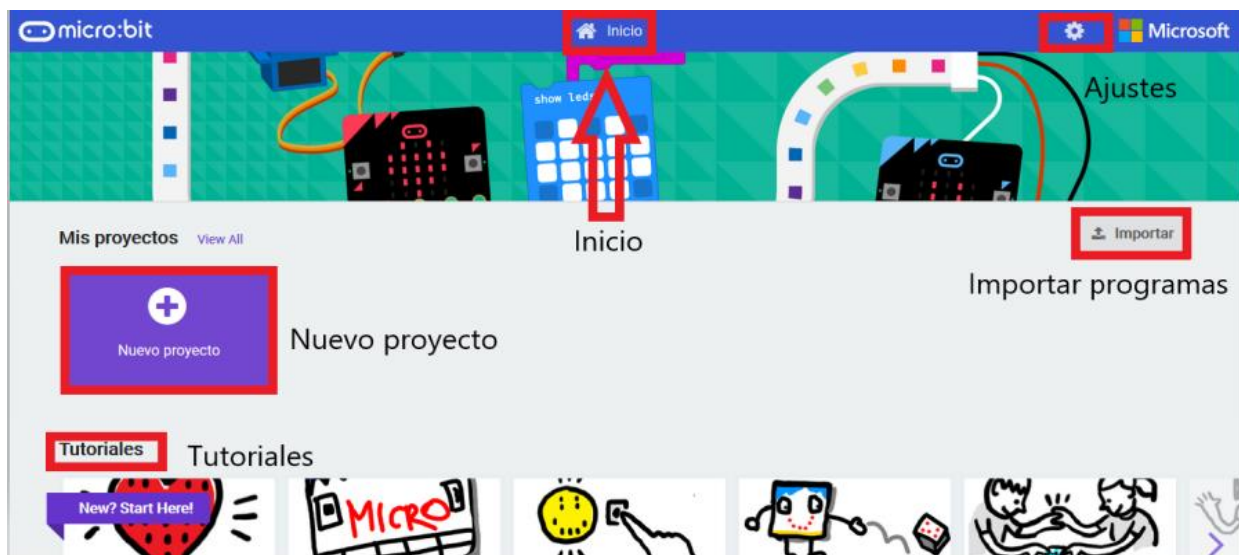 micro:bit
Inicio
Microsoft
show leds
Ajustes
Mis proyectos View All
Inicio
Importar
Importar programas
Nuevo proyecto
Nuevo proyecto
Tutoriales
Tutoriales
New? Start Here!
MICRO